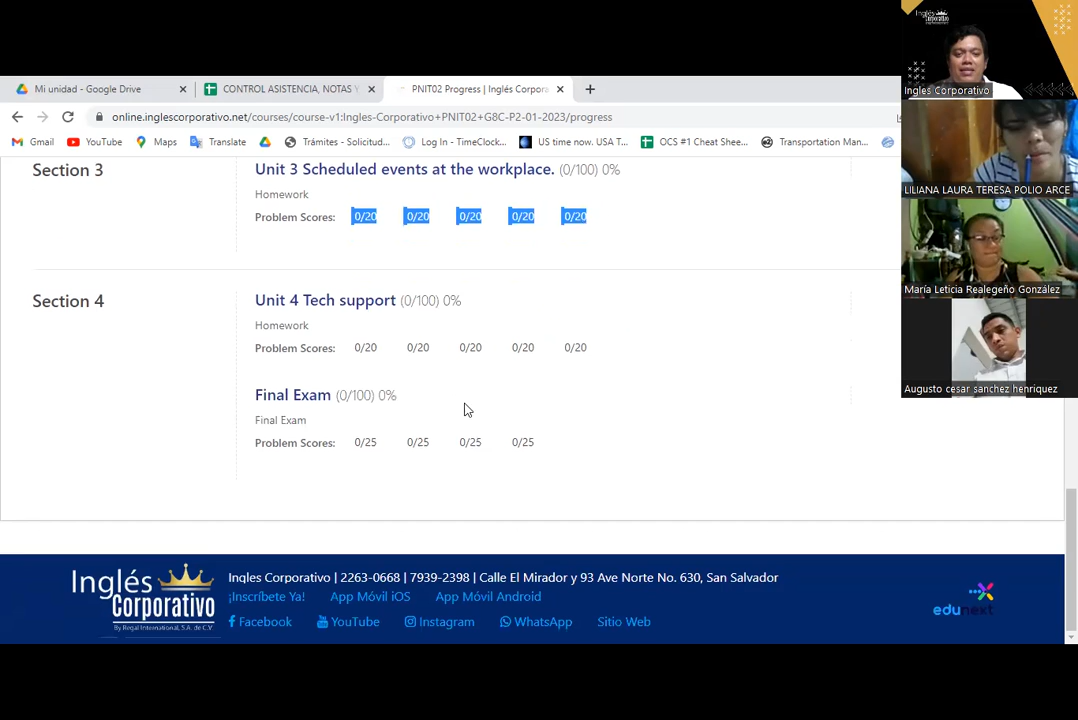 Mi unidad - Google Drive
CONTROL ASISTENCIA, NOTAS Y
PNIT02 Progress | Inglés Corpora
online.inglescorporativo.net/courses/course-v1:Ingles-Corporativo+PNIT02+G8C-P2-01-2023/progress
Gmail
YouTube
Maps
Translate
Trámites - Solicitud...
Log In - TimeClock...
US time now. USA T...
OCS #1 Cheat Shee...
Transportation Man...
Section 3
Unit 3 Scheduled events at the workplace. (0/100) 0%
Homework
Problem Scores: 0/20 0/20 0/20 0/20 0/20
Section 4
Unit 4 Tech support (0/100) 0%
Homework
Problem Scores: 0/20 0/20 0/20 0/20 0/20
Final Exam (0/100) 0%
Final Exam
Problem Scores: 0/25 0/25 0/25 0/25
Inglés Corporativo
By Regal International, S.A. de C.V.
Ingles Corporativo | 2263-0668 | 7939-2398 | Calle El Mirador y 93 Ave Norte No. 630, San Salvador
¡Inscríbete Ya! App Móvil iOS App Móvil Android
Facebook YouTube Instagram WhatsApp Sitio Web
edunext
Inglés Corporativo
Ingles Corporativo
LILIANA LAURA TERESA POLIO ARCE
María Leticia Realegeño González
Augusto cesar sanchez henriquez